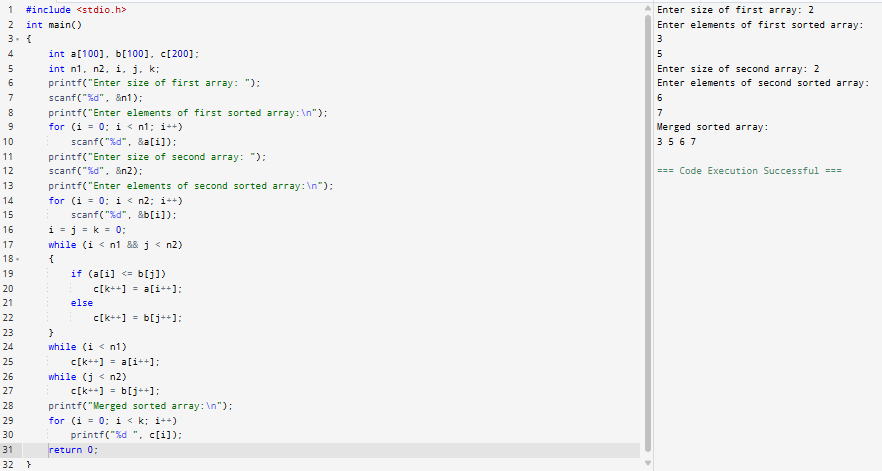 1 #include <stdio.h>
2 int main()
3 {
4 int a[100], b[100], c[200];
5 int n1, n2, i, j, k;
6 printf("Enter size of first array: ");
7 scanf("%d", &n1);
8 printf("Enter elements of first sorted array:\n");
9 for (i = 0; i < n1; i++)
10 scanf("%d", &a[i]);
11 printf("Enter size of second array: ");
12 scanf("%d", &n2);
13 printf("Enter elements of second sorted array:\n");
14 for (i = 0; i < n2; i++)
15 scanf("%d", &b[i]);
16 i = j = k = 0;
17 while (i < n1 && j < n2)
18 {
19 if (a[i] <= b[j])
20 c[k++] = a[i++];
21 else
22 c[k++] = b[j++];
23 }
24 while (i < n1)
25 c[k++] = a[i++];
26 while (j < n2)
27 c[k++] = b[j++];
28 printf("Merged sorted array:\n");
29 for (i = 0; i < k; i++)
30 printf("%d ", c[i]);
31 return 0;
32 }
Enter size of first array: 2
Enter elements of first sorted array:
3
5
Enter size of second array: 2
Enter elements of second sorted array:
6
7
Merged sorted array:
3 5 6 7
=== Code Execution Successful ===